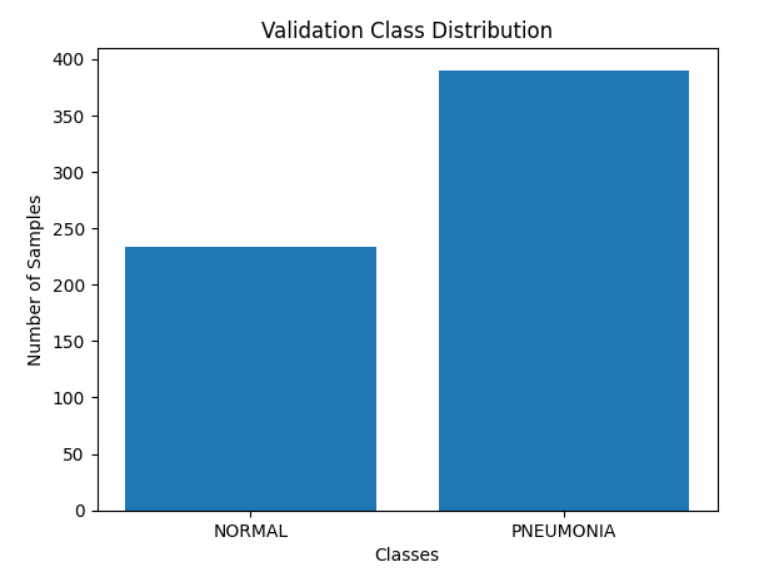 Validation Class Distribution
Number of Samples
400
350
300
250
200
150
100
50
0
NORMAL PNEUMONIA
Classes